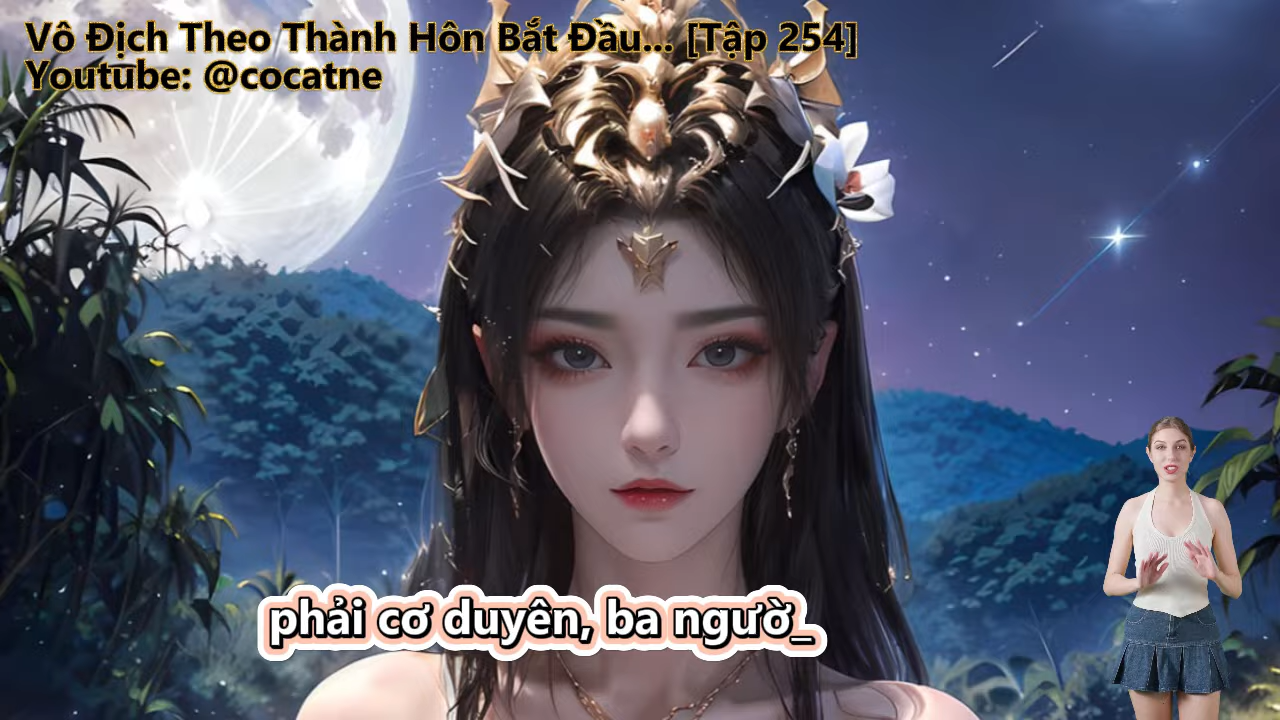 Vô Địch Theo Thành Hôn Bắt Đầu... [Tập 254]
Youtube: @cocatne
phải cơ duyên, ba ngườ_